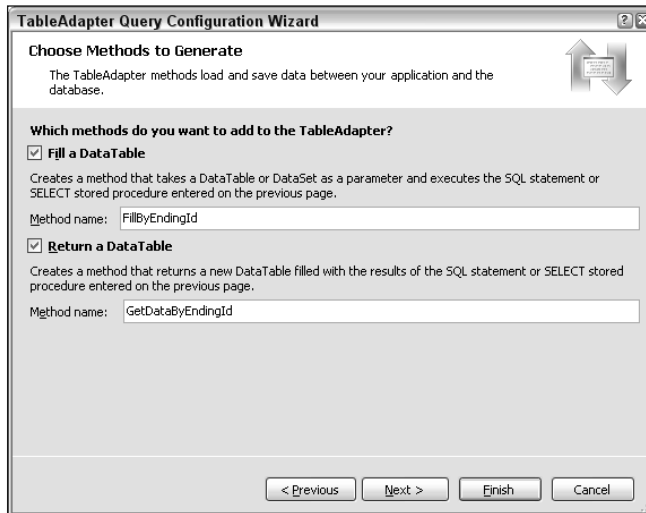 TableAdapter Query Configuration Wizard
Choose Methods to Generate
The TableAdapter methods load and save data between your application and the
database.
Which methods do you want to add to the TableAdapter?
Fill a DataTable
Creates a method that takes a DataTable or DataSet as a parameter and executes the SQL statement or
SELECT stored procedure entered on the previous page.
Method name: FillByEndingId
Return a DataTable
Creates a method that returns a new DataTable filled with the results of the SQL statement or SELECT stored
procedure entered on the previous page.
Method name: GetDataByEndingId
< Previous Next > Finish Cancel